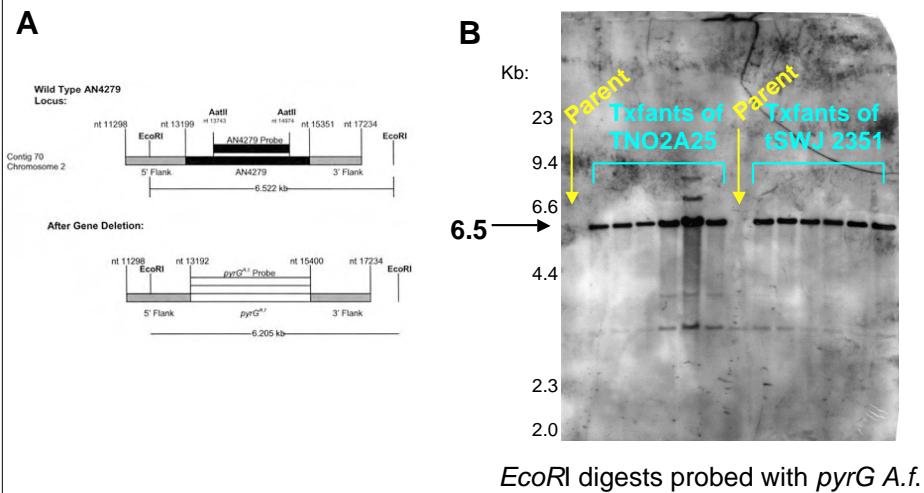 A
Wild Type AN4279
Locus:
AatII
nt 13743
AatII
nt 14974
nt 11298
nt 13199
nt 15351
nt 17234
EcoRI
AN4279 Probe
EcoRI
Contig 70
Chromosome 2
5' Flank
AN4279
3' Flank
6.522 kb
After Gene Deletion:
nt 11298
nt 13192
nt 15400
nt 17234
EcoRI
pyrG A.f. Probe
EcoRI
5' Flank
pyrG A.f.
3' Flank
6.205 kb
B
Kb:
23
9.4
6.6
6.5
4.4
2.3
2.0
Parent
Txfants of
TNO2A25
Parent
Txfants of
tSWJ 2351
EcoRI digests probed with pyrG A.f.